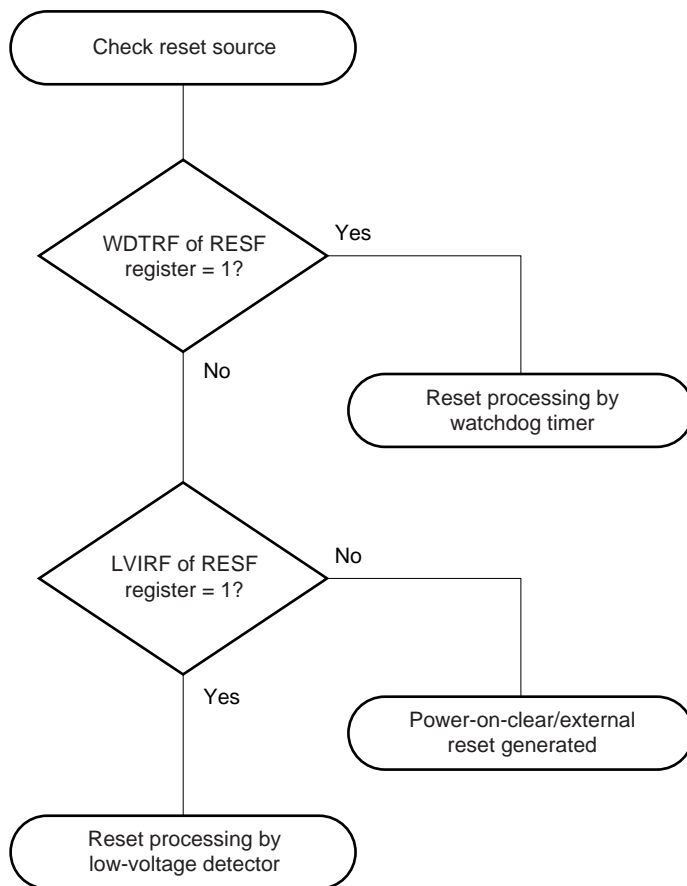 Check reset source
WDTRF of RESF
register = 1?
Yes
No
Reset processing by
watchdog timer
LVIRF of RESF
register = 1?
No
Yes
Power-on-clear/external
reset generated
Reset processing by
low-voltage detector